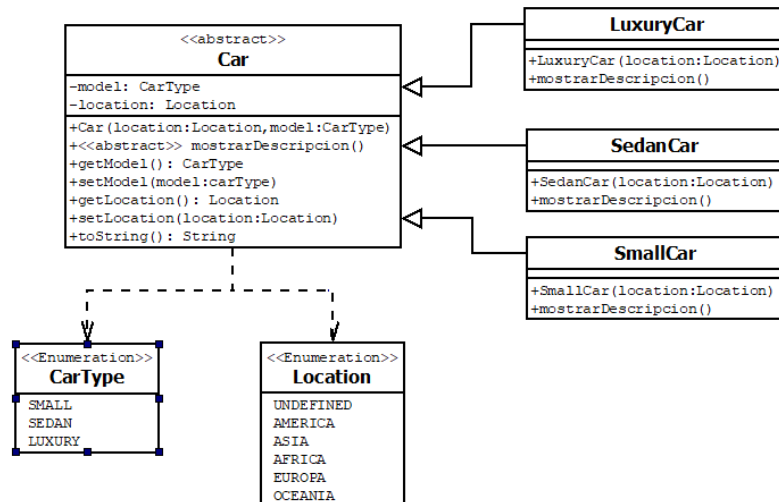 <<abstract>>
Car
-model: CarType
-location: Location
+Car(location:Location,model:CarType)
+<<abstract>> mostrarDescripcion()
+getModel(): CarType
+setModel(model:carType)
+getLocation(): Location
+setLocation(location:Location)
+toString(): String
LuxuryCar
+LuxuryCar(location:Location)
+mostrarDescripcion()
SedanCar
+SedanCar(location:Location)
+mostrarDescripcion()
SmallCar
+SmallCar(location:Location)
+mostrarDescripcion()
<<Enumeration>>
CarType
SMALL
SEDAN
LUXURY
<<Enumeration>>
Location
UNDEFINED
AMERICA
ASIA
AFRICA
EUROPA
OCEANIA